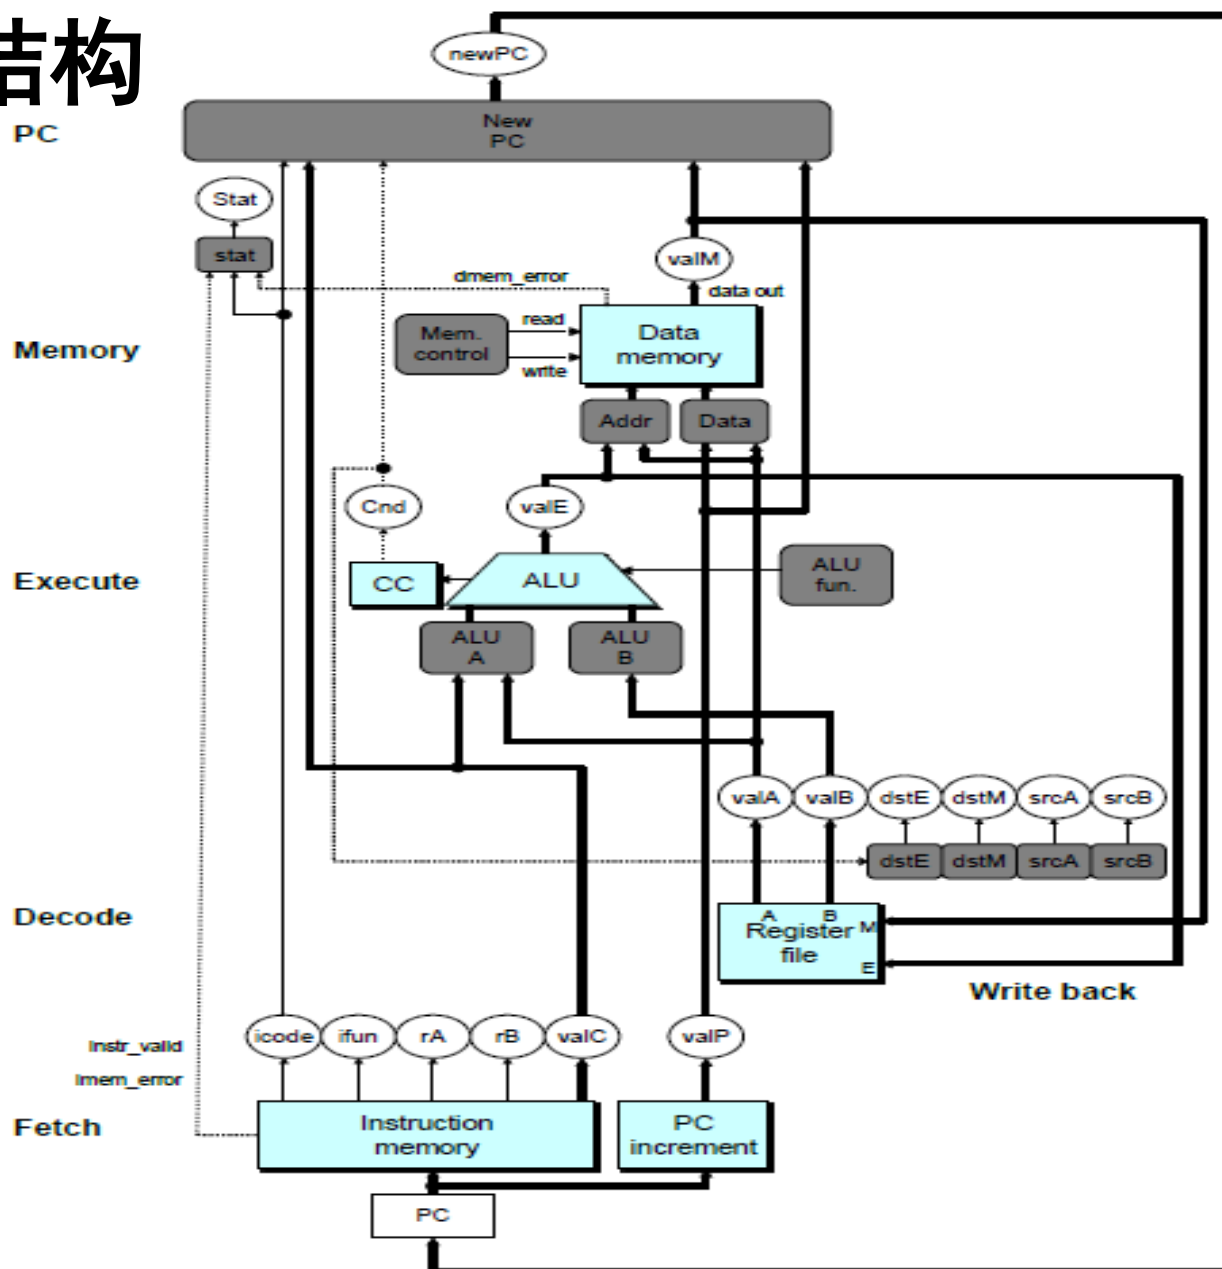 结构
newPC
PC
New
PC
Stat
stat
valM
dmem_error
data out
Memory
Mem.
control
read
write
Data
memory
Addr
Data
Cnd
valE
Execute
CC
ALU
ALU
fun.
ALU
A
ALU
B
valA
valB
dstE
dstM
srcA
srcB
dstE
dstM
srcA
srcB
Decode
A
B
M
Register
file
E
Write back
icode
ifun
rA
rB
valC
valP
Instr_valid
Imem_error
Fetch
Instruction
memory
PC
increment
PC